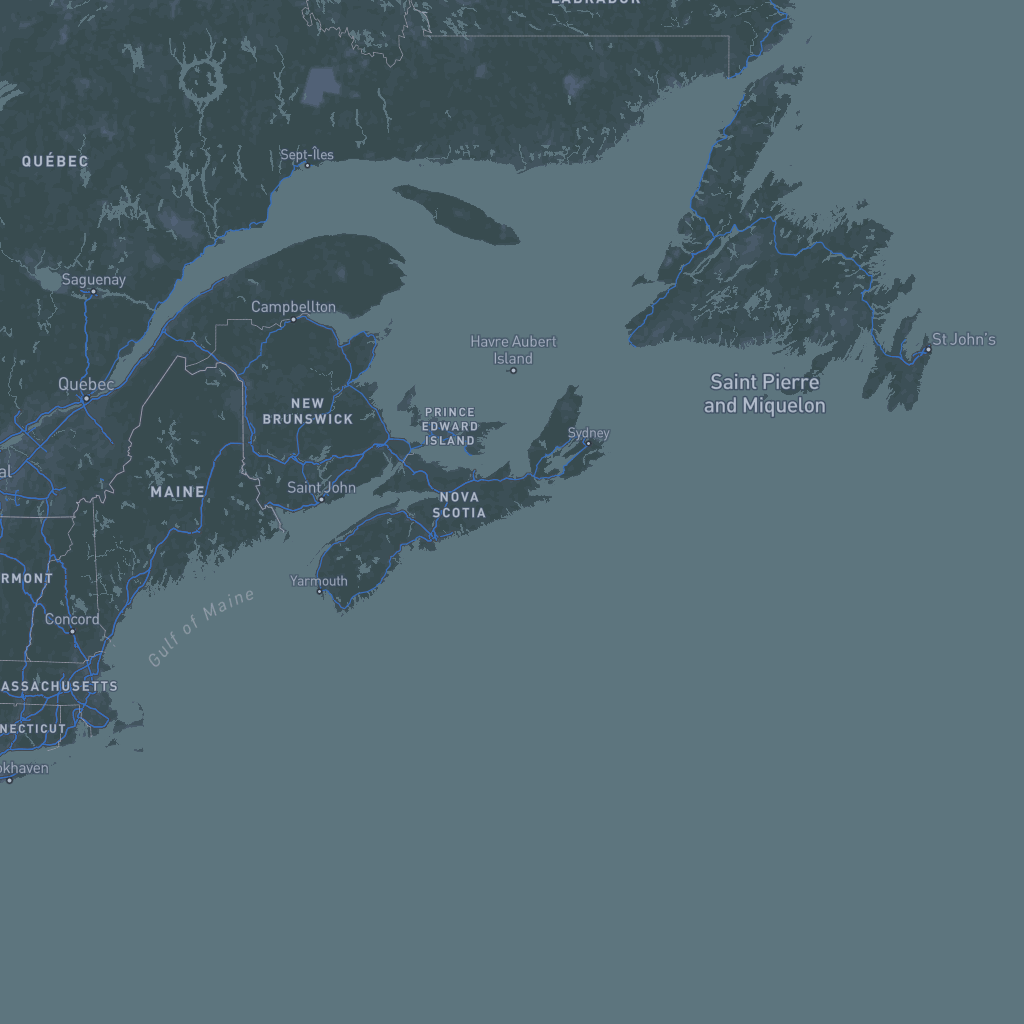 LABRADOR
QUÉBEC
Sept-Îles
Saguenay
Campbellton
Havre Aubert
Island
St John's
Saint Pierre
and Miquelon
Québec
NEW
BRUNSWICK
PRINCE
EDWARD
ISLAND
Sydney
al
MAINE
Saint John
NOVA
SCOTIA
RMONT
Yarmouth
Gulf of Maine
Concord
ASSACHUSETTS
NECTICUT
okhaven